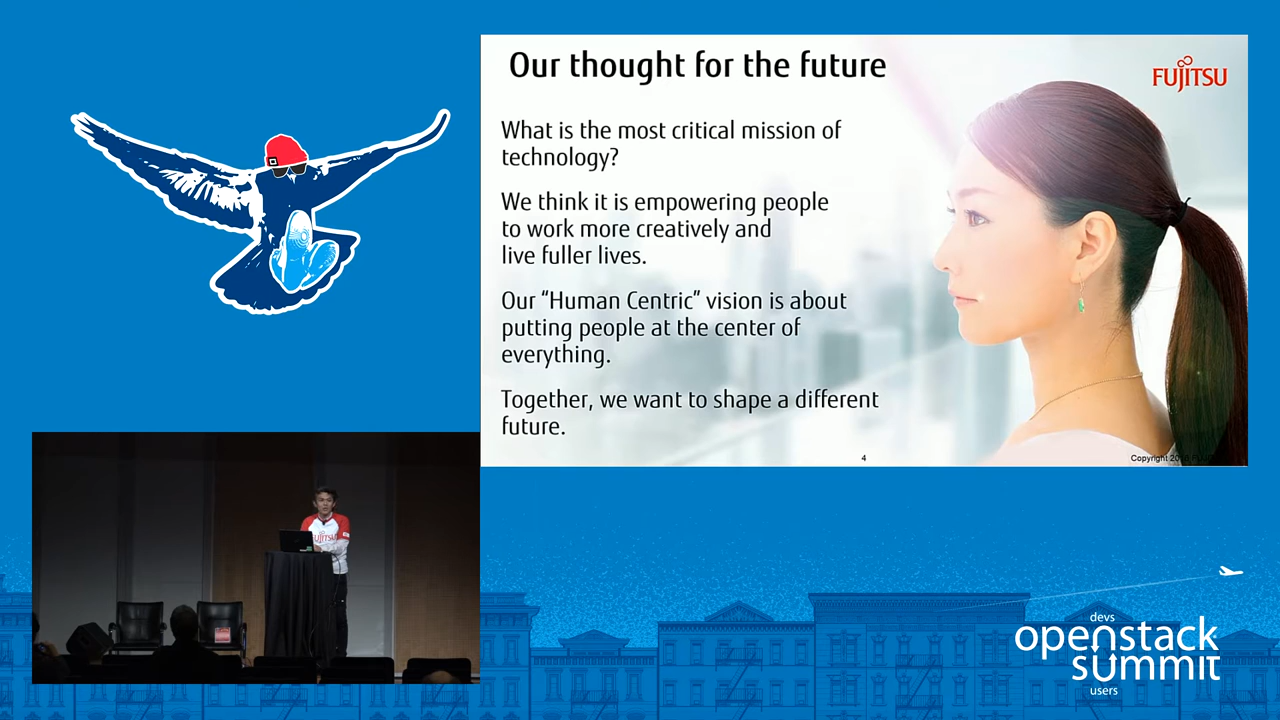 Our thought for the future
FUJITSU
What is the most critical mission of
technology?
We think it is empowering people
to work more creatively and
live fuller lives.
Our “Human Centric” vision is about
putting people at the center of
everything.
Together, we want to shape a different
future.
4
Copyright
FUJITSU
devs
openstack
summit
users